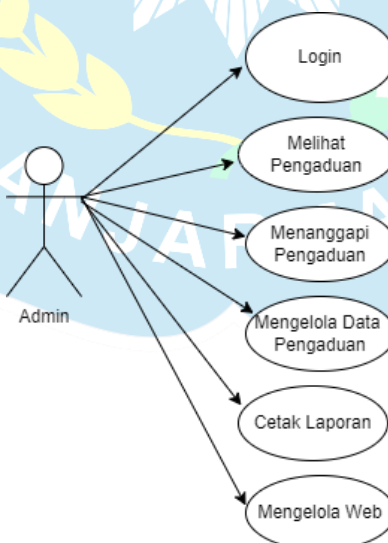 Login
Melihat
Pengaduan
Menanggapi
Pengaduan
Admin
Mengelola Data
Pengaduan
Cetak Laporan
Mengelola Web